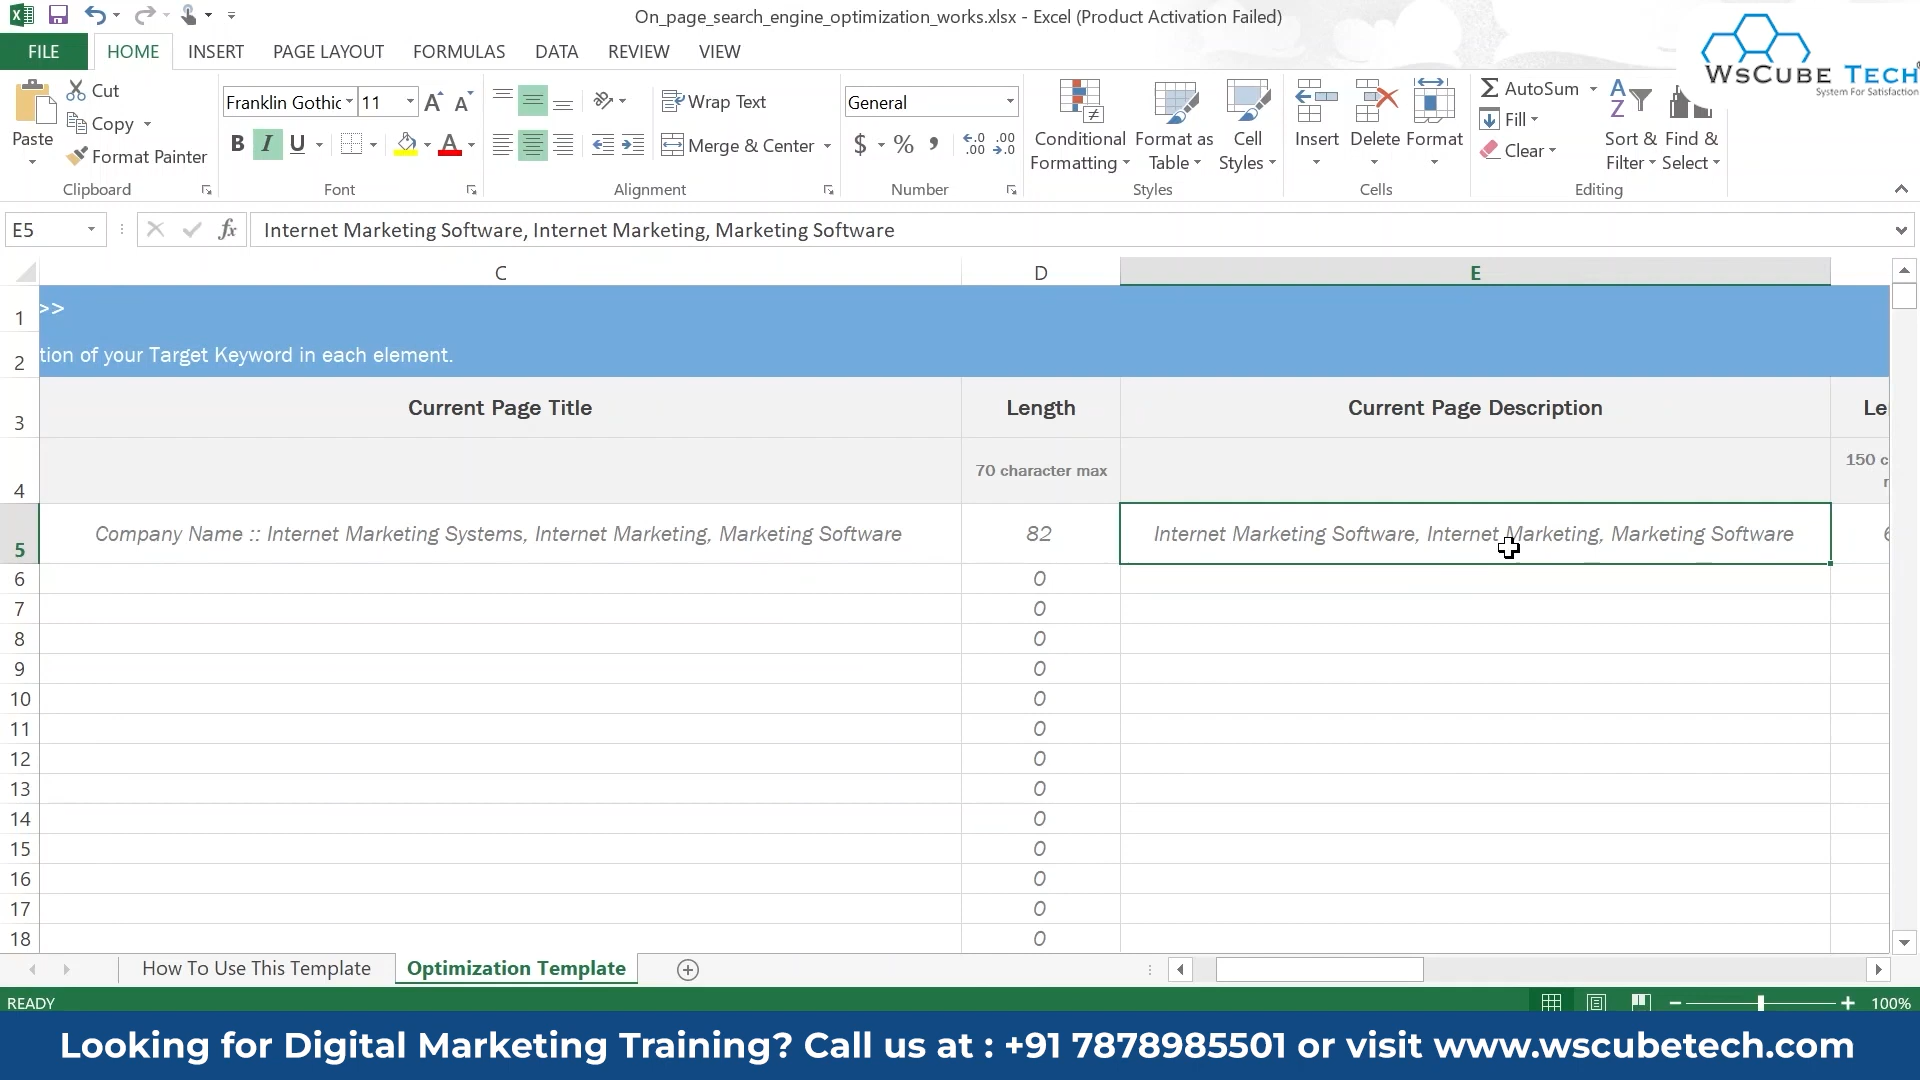 On_page_search_engine_optimization_works.xlsx - Excel (Product Activation Failed)
FILE HOME INSERT PAGE LAYOUT FORMULAS DATA REVIEW VIEW
WsCube Tech
System For Satisfaction
Paste
Cut
Copy
Format Painter
Clipboard
Franklin Gothic 11
B I U
Font
Wrap Text
Merge & Center
Alignment
General
$ %
Number
Conditional Formatting
Format as Table
Cell Styles
Styles
Insert
Delete
Format
Cells
AutoSum
Fill
Clear
Sort & Filter
Find & Select
Editing
E5 fx Internet Marketing Software, Internet Marketing, Marketing Software
C D E
1 >>
2 tion of your Target Keyword in each element.
3 Current Page Title Length Current Page Description Le
4 70 character max 150 c
5 Company Name :: Internet Marketing Systems, Internet Marketing, Marketing Software 82 Internet Marketing Software, Internet Marketing, Marketing Software
6 0
7 0
8 0
9 0
10 0
11 0
12 0
13 0
14 0
15 0
16 0
17 0
18 0
How To Use This Template Optimization Template
READY 100%
Looking for Digital Marketing Training? Call us at : +91 7878985501 or visit www.wscubetech.com